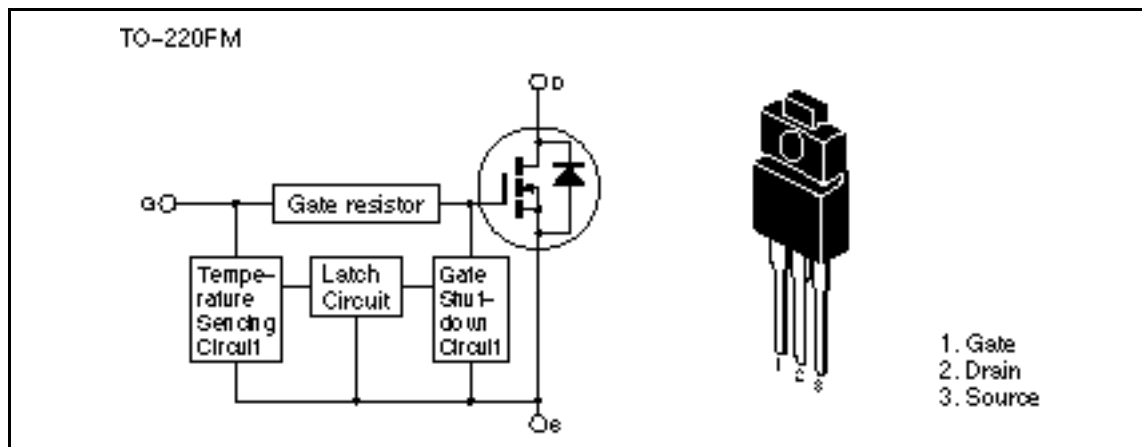 TO-220FM
D
G
Gate resistor
Tempe-
rature
Sencing
Circuit
Latch
Circuit
Gate
Shut-
down
Circuit
S
1
2
3
1. Gate
2. Drain
3. Source